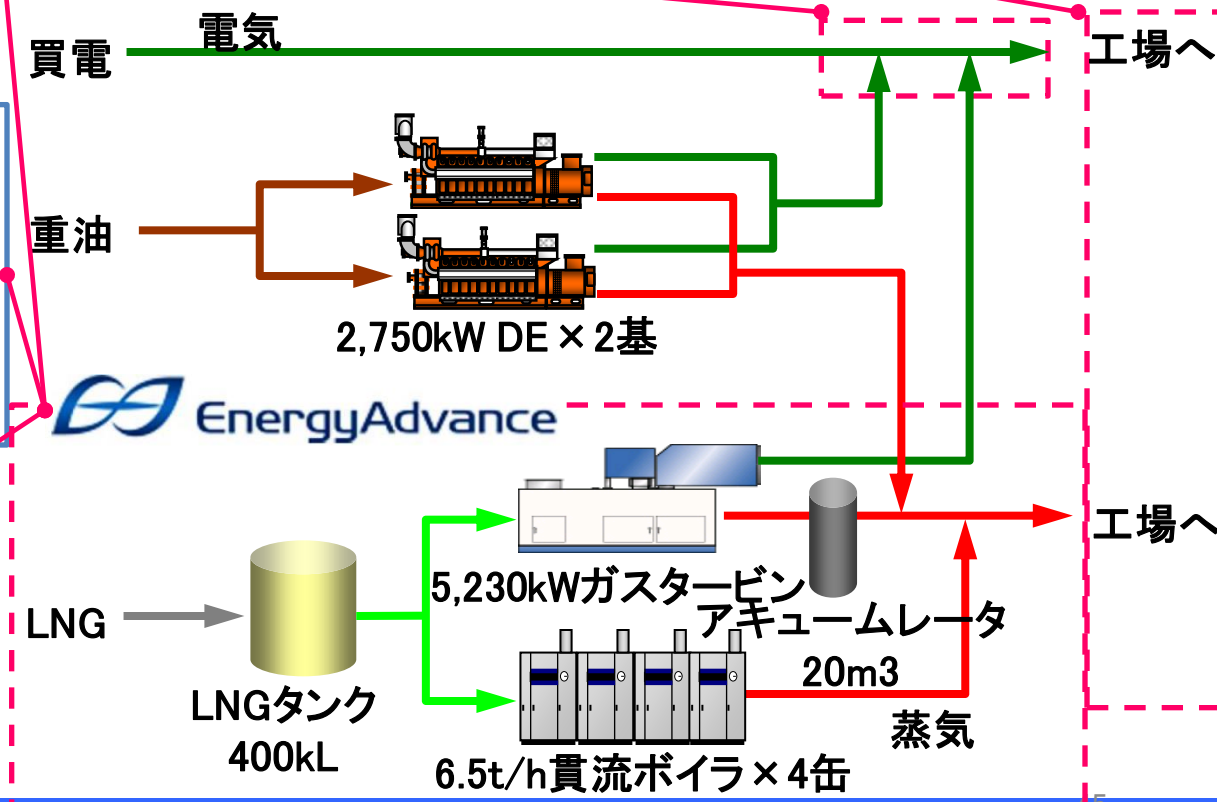 電気
買電
工場へ
重油
2,750kW DE×2基
EnergyAdvance
工場へ
5,230kWガスタービン
アキュームレータ
LNG
20m3
LNGタンク
400kL
蒸気
6.5t/h貫流ボイラ×4缶